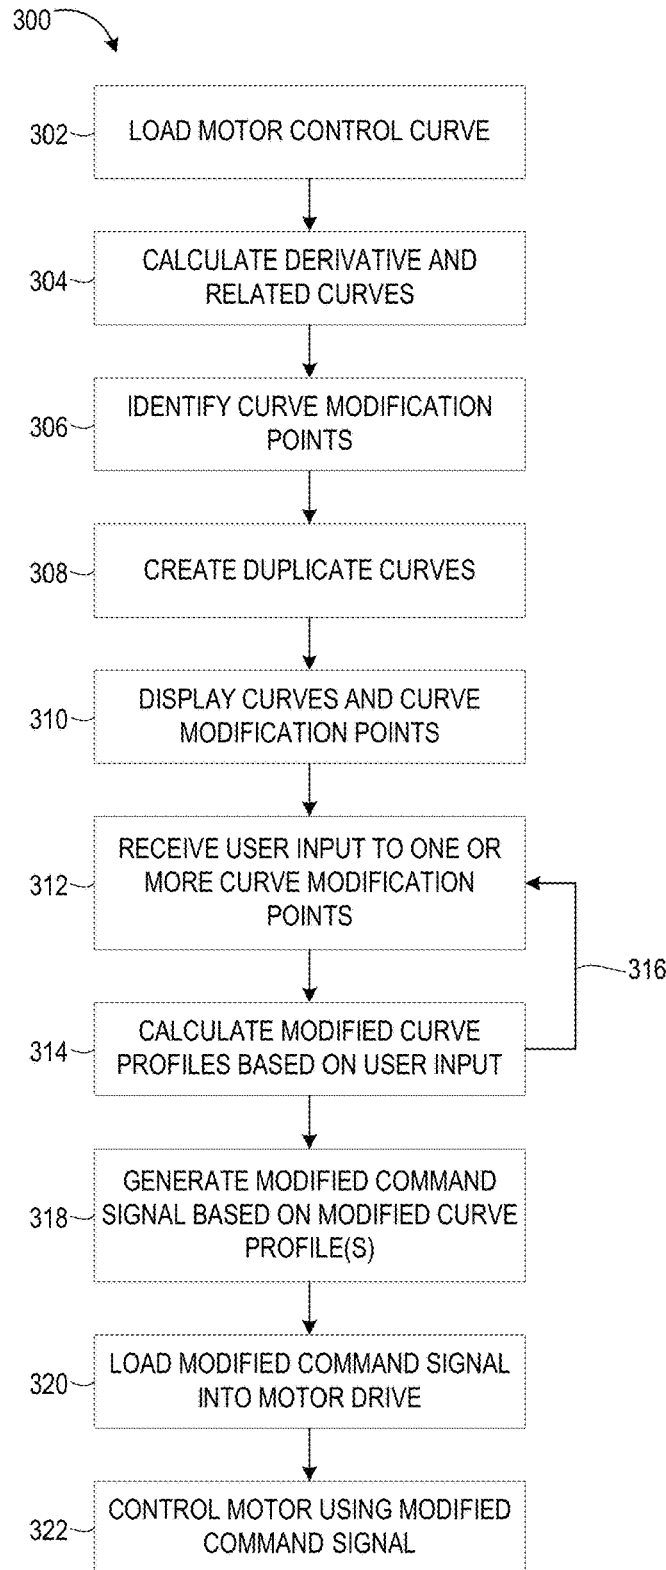 300
302
LOAD MOTOR CONTROL CURVE
304
CALCULATE DERIVATIVE AND
RELATED CURVES
306
IDENTIFY CURVE MODIFICATION
POINTS
308
CREATE DUPLICATE CURVES
310
DISPLAY CURVES AND CURVE
MODIFICATION POINTS
312
RECEIVE USER INPUT TO ONE OR
MORE CURVE MODIFICATION
POINTS
316
314
CALCULATE MODIFIED CURVE
PROFILES BASED ON USER INPUT
318
GENERATE MODIFIED COMMAND
SIGNAL BASED ON MODIFIED CURVE
PROFILE(S)
320
LOAD MODIFIED COMMAND SIGNAL
INTO MOTOR DRIVE
322
CONTROL MOTOR USING MODIFIED
COMMAND SIGNAL